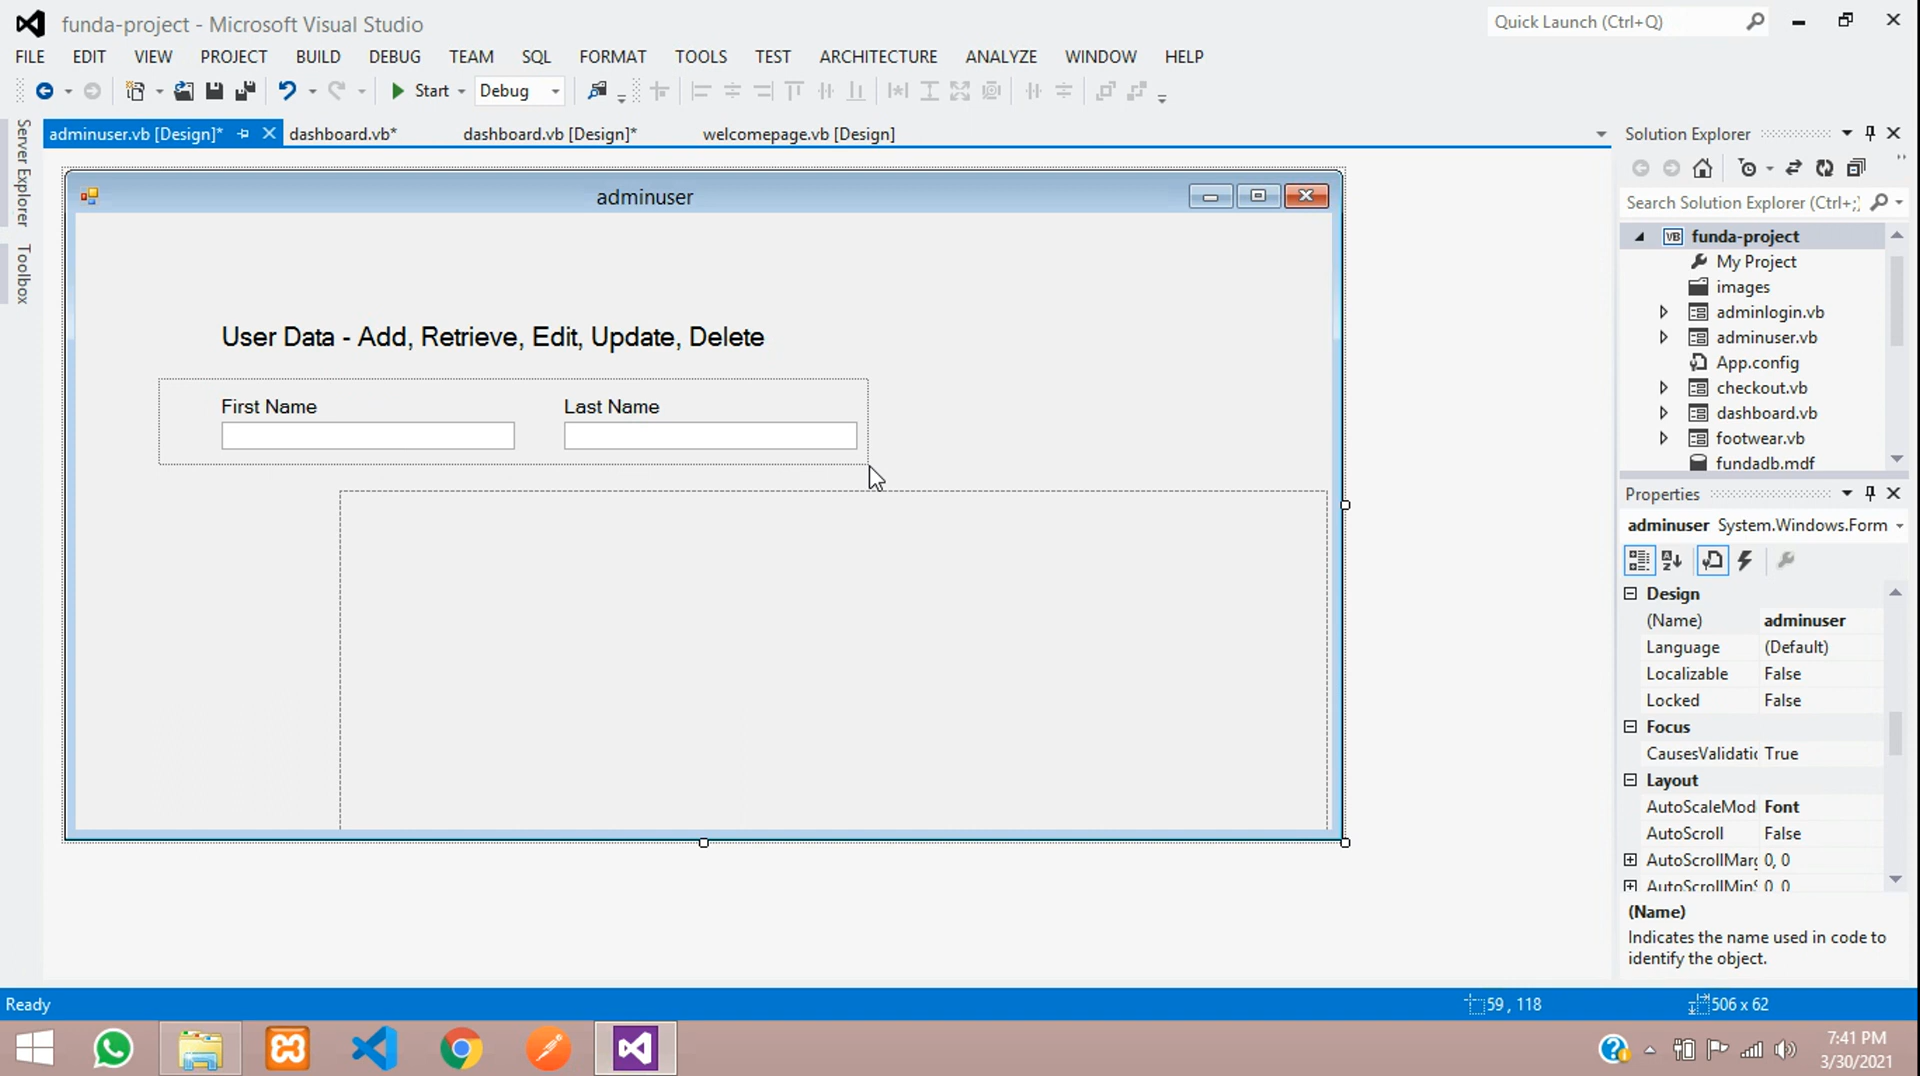 funda-project - Microsoft Visual Studio
Quick Launch (Ctrl+Q)
FILE EDIT VIEW PROJECT BUILD DEBUG TEAM SQL FORMAT TOOLS TEST ARCHITECTURE ANALYZE WINDOW HELP
Start Debug
adminuser.vb [Design]* dashboard.vb* dashboard.vb [Design]* welcomepage.vb [Design]
Server Explorer
Toolbox
adminuser
User Data - Add, Retrieve, Edit, Update, Delete
First Name Last Name
Solution Explorer
Search Solution Explorer (Ctrl+;)
VB funda-project
My Project
images
adminlogin.vb
adminuser.vb
App.config
checkout.vb
dashboard.vb
footwear.vb
fundadb.mdf
Properties
adminuser System.Windows.Form
Design
(Name) adminuser
Language (Default)
Localizable False
Locked False
Focus
CausesValidatic True
Layout
AutoScaleMod Font
AutoScroll False
AutoScrollMarg 0, 0
AutoScrollMinS 0, 0
(Name)
Indicates the name used in code to
identify the object.
Ready
59 , 118
506 x 62
7:41 PM
3/30/2021